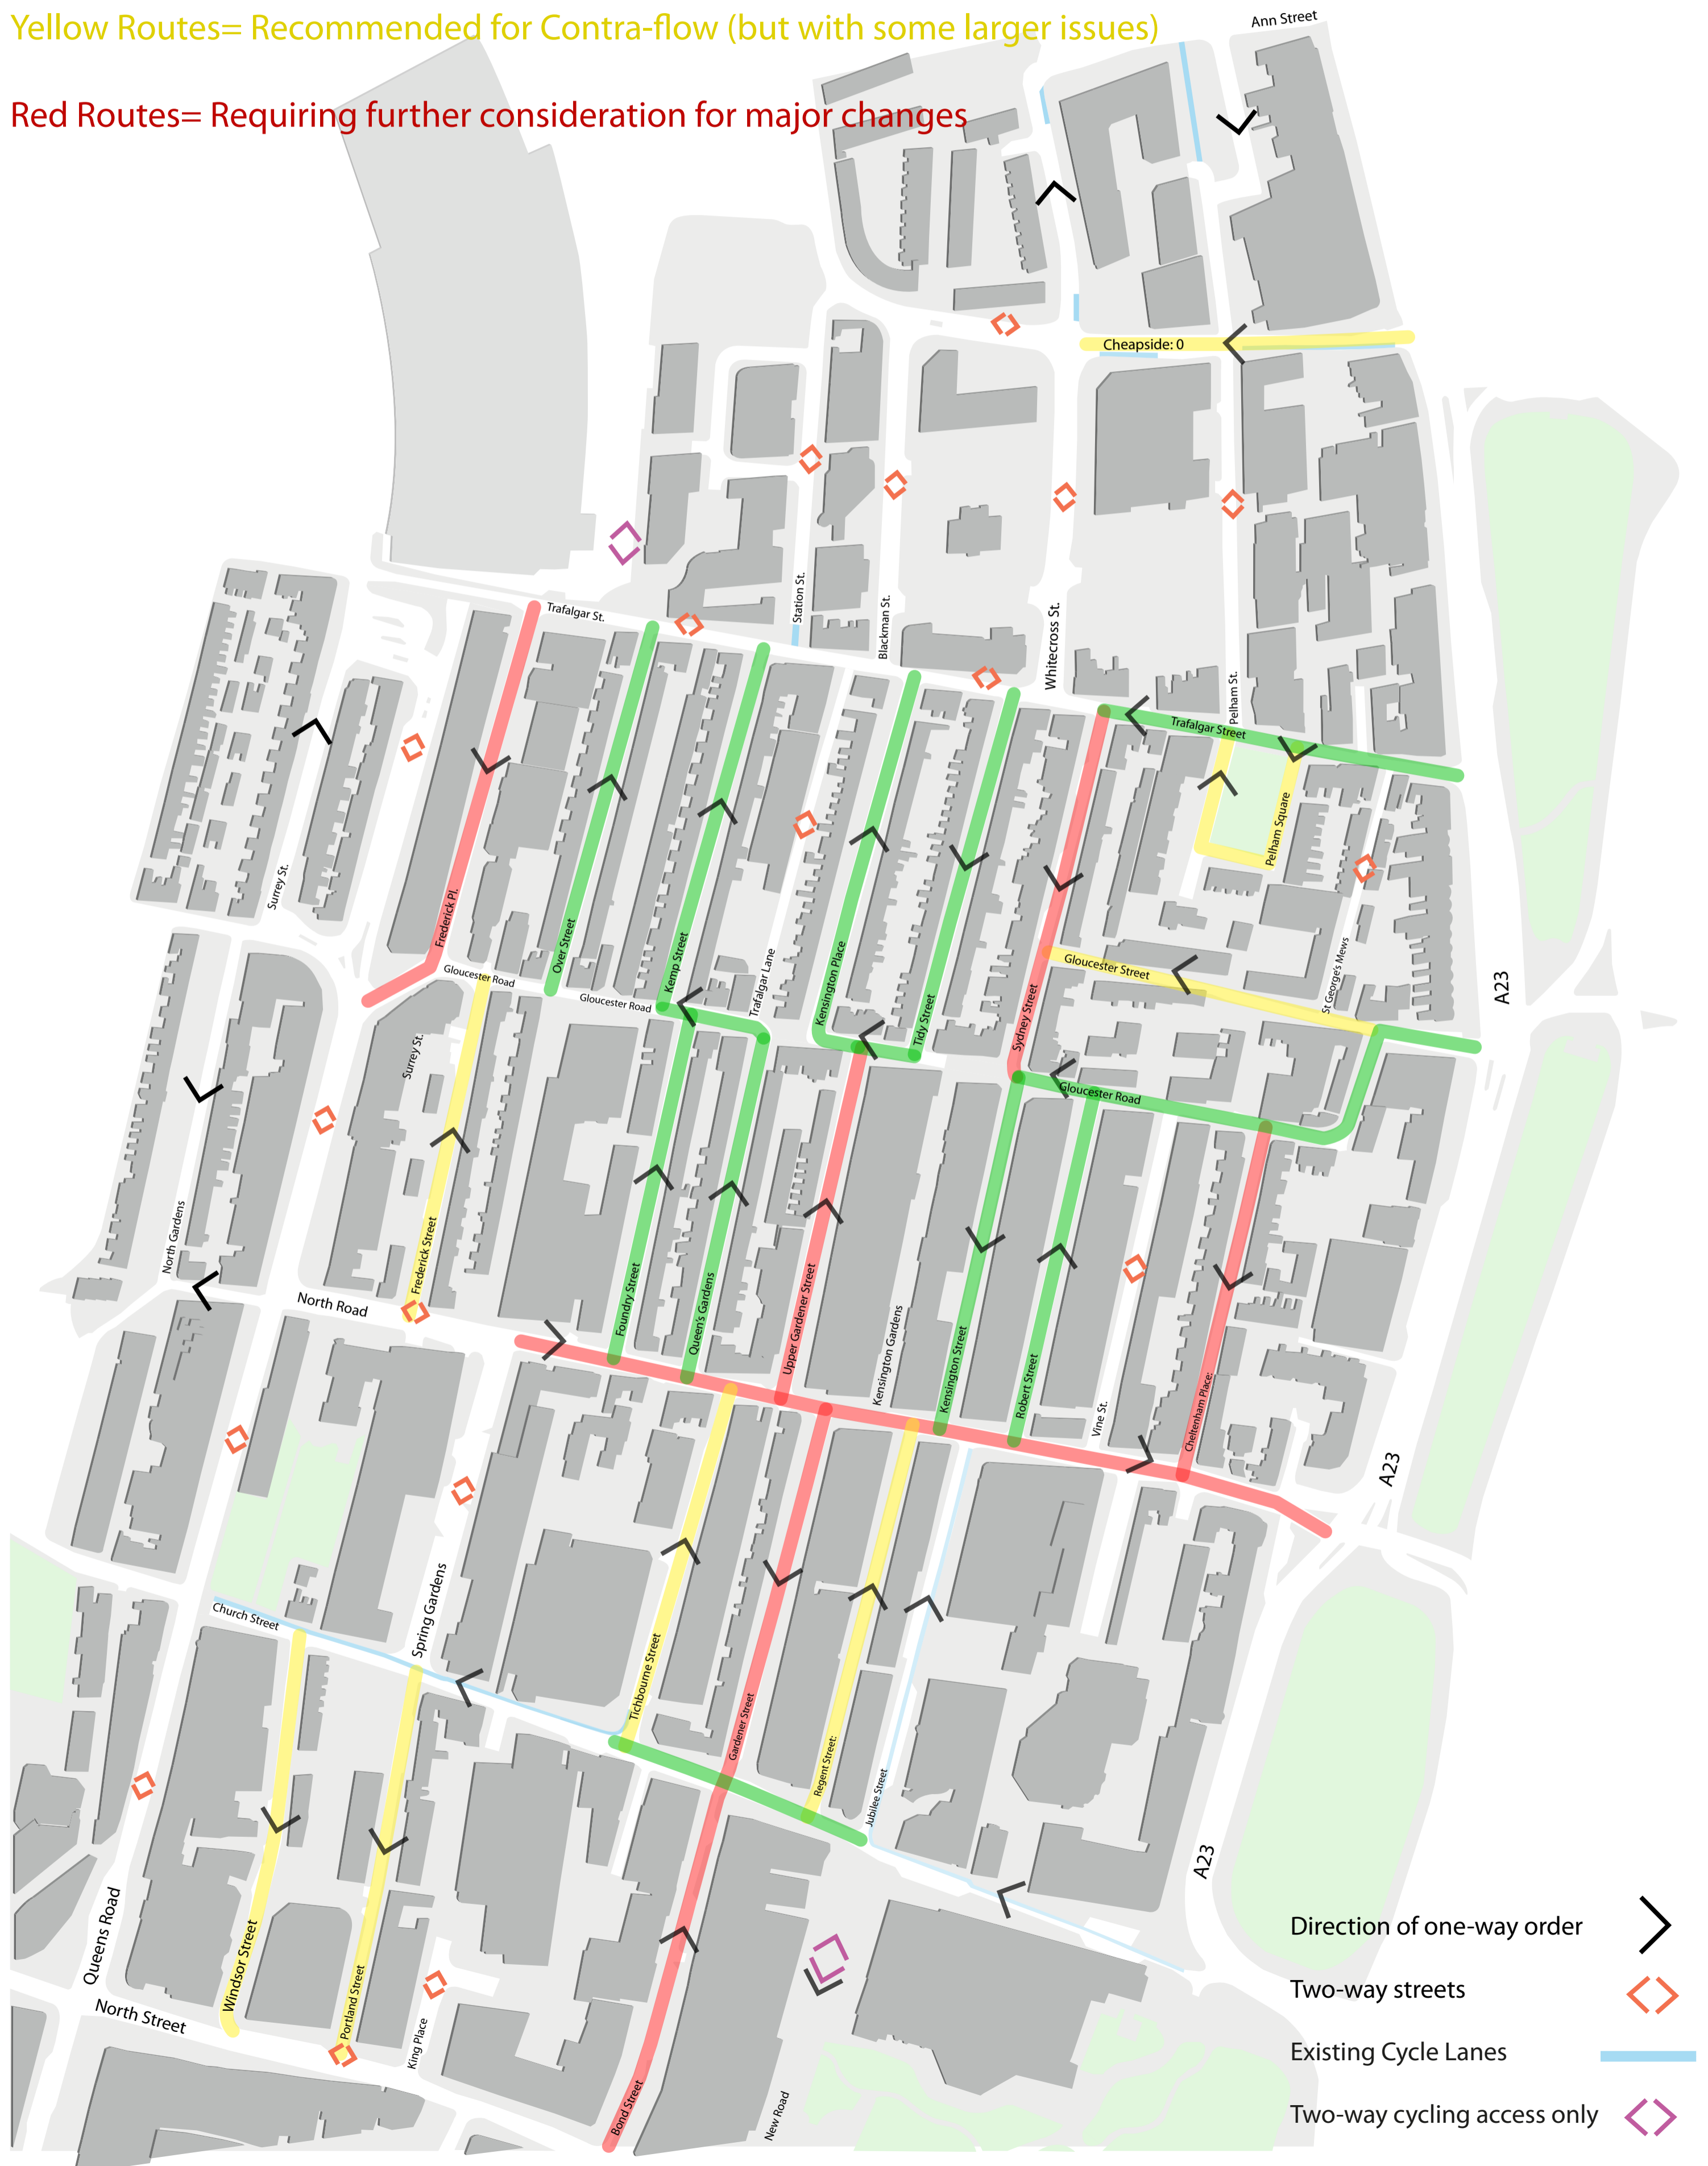 Yellow Routes= Recommended for Contra-flow (but with some larger issues)
Ann Street
Red Routes= Requiring further consideration for major changes
Cheapside: 0
Trafalgar St.
Station St.
Blackman St.
Whitecross St.
Pelham St.
Trafalgar Street
Pelham Square
Surrey St.
Frederick Pl.
Over Street
Kemp Street
Trafalgar Lane
Kensington Place
Tidy Street
Sydney Street
Gloucester Street
St George's Mews
A23
Gloucester Road
Gloucester Road
Surrey St.
Gloucester Road
North Gardens
Frederick Street
North Road
Foundry Street
Queen's Gardens
Upper Gardener Street
Kensington Gardens
Kensington Street
Robert Street
Vine St.
Cheltenham Place:
A23
Church Street
Spring Gardens
Tichbourne Street
Gardener Street
Regent Street:
Jubilee Street
A23
Queens Road
Windsor Street
Portland Street
North Street
King Place
Bond Street
New Road
Direction of one-way order
Two-way streets
Existing Cycle Lanes
Two-way cycling access only